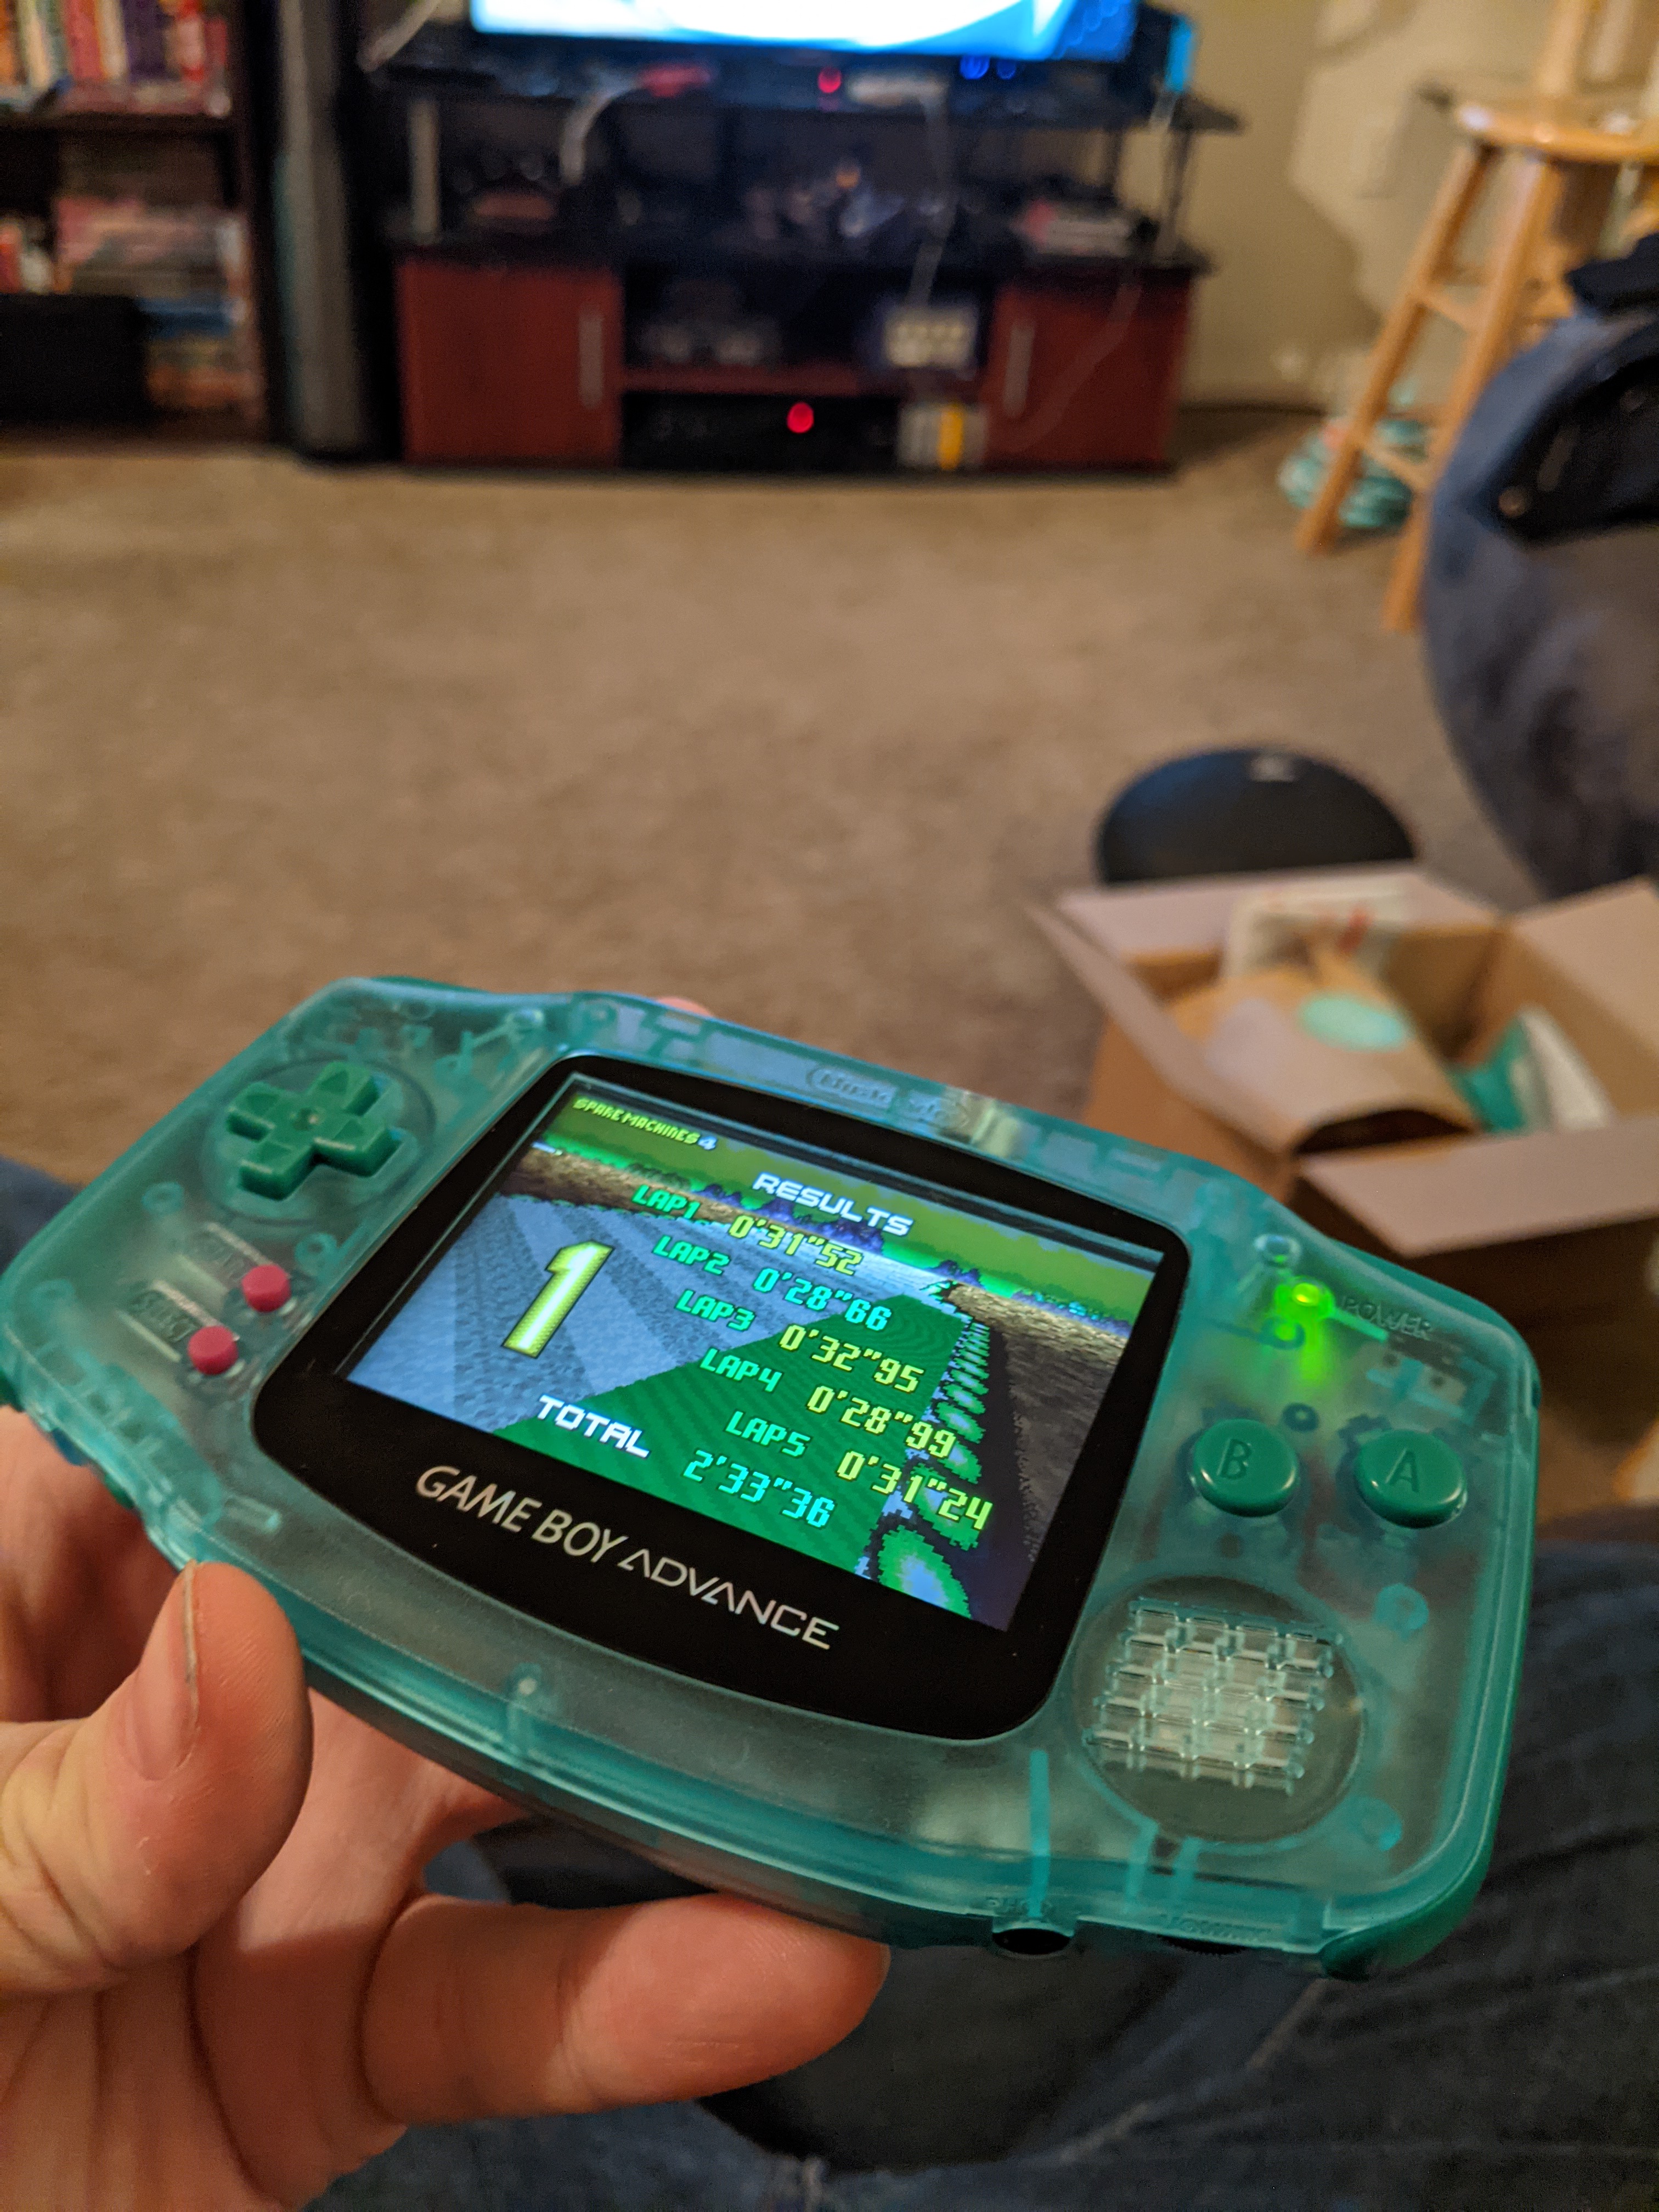 SPARE MACHINES 4
RESULTS
LAP1 0'31"52
LAP2 0'28"66
LAP3 0'32"95
LAP4 0'28"99
LAP5 0'31"24
1
TOTAL 2'33"36
GAME BOY ADVANCE
POWER
B A